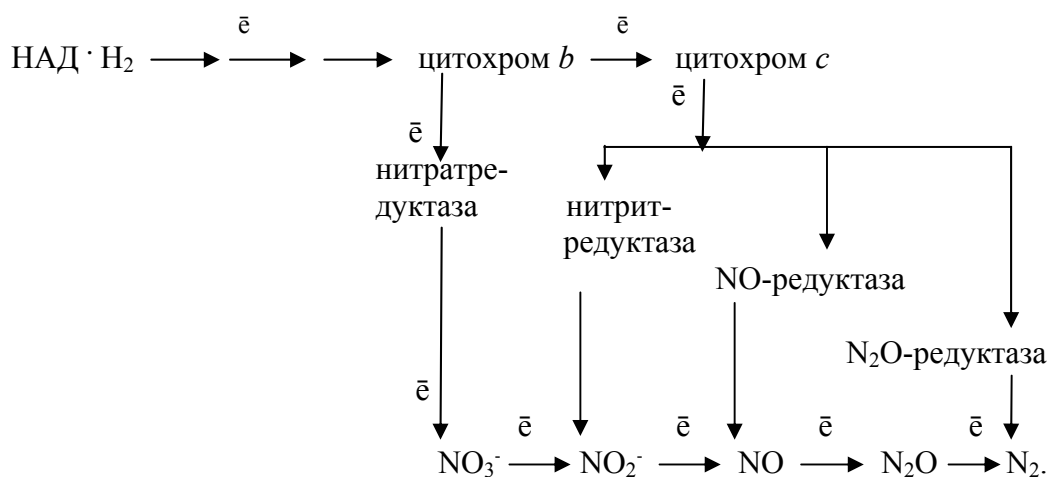 ē ē
НАД · H₂ цитохром b цитохром c
ē
ē
нитратре-
дуктаза
нитрит-
редуктаза
NO-редуктаза
N₂O-редуктаза
ē
ē ē ē ē
NO₃⁻ NO₂⁻ NO N₂O N₂.